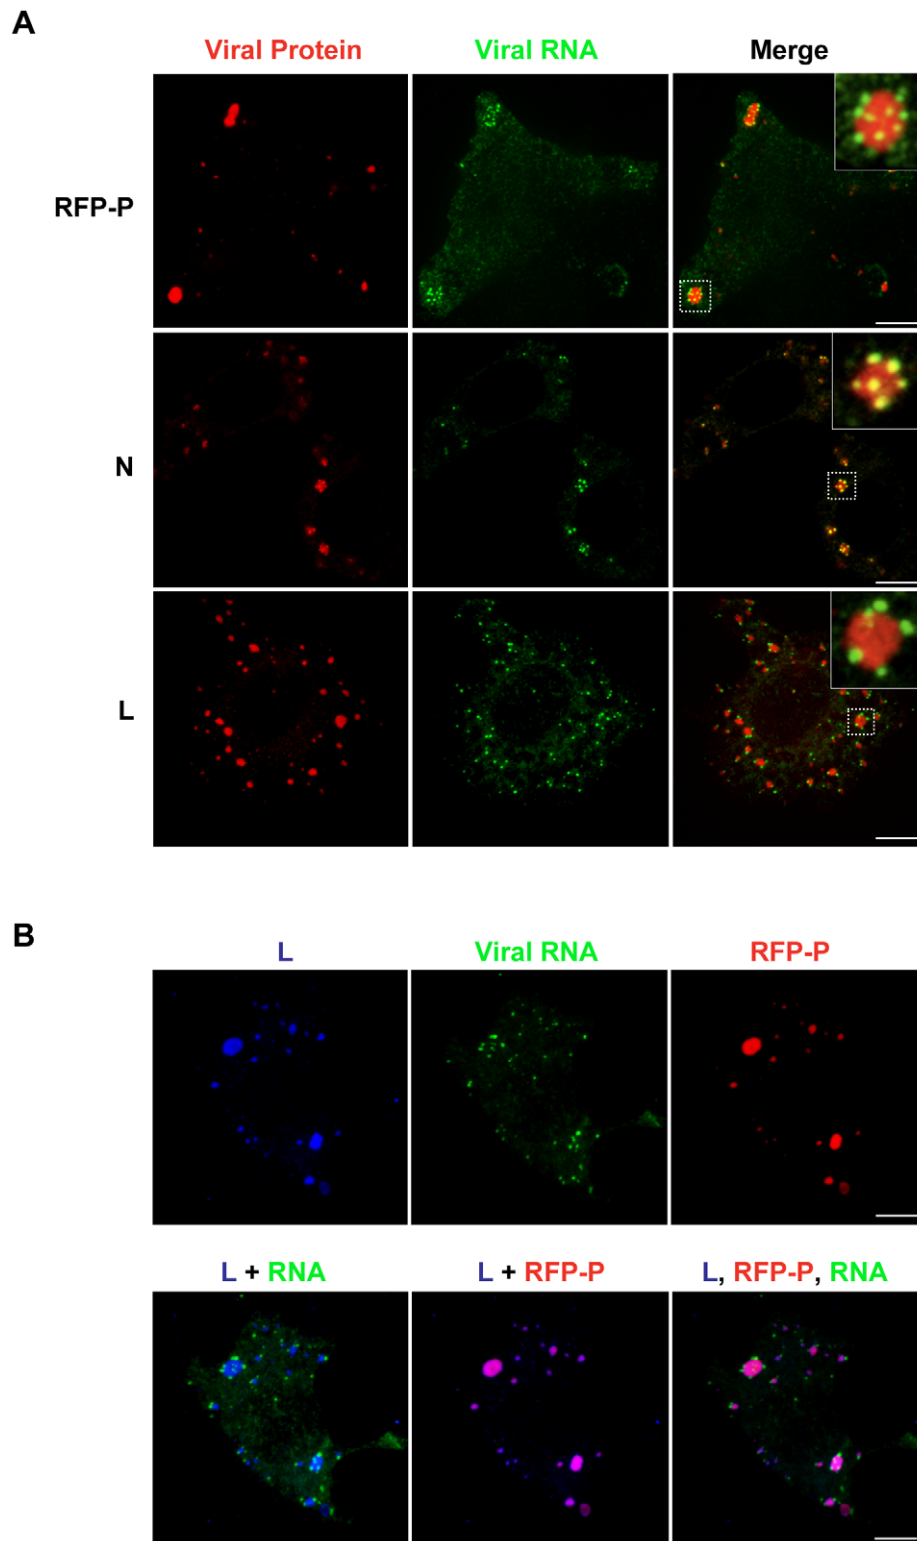 A
Viral Protein Viral RNA Merge
RFP-P
N
L
B
L Viral RNA RFP-P
L + RNA L + RFP-P L, RFP-P, RNA